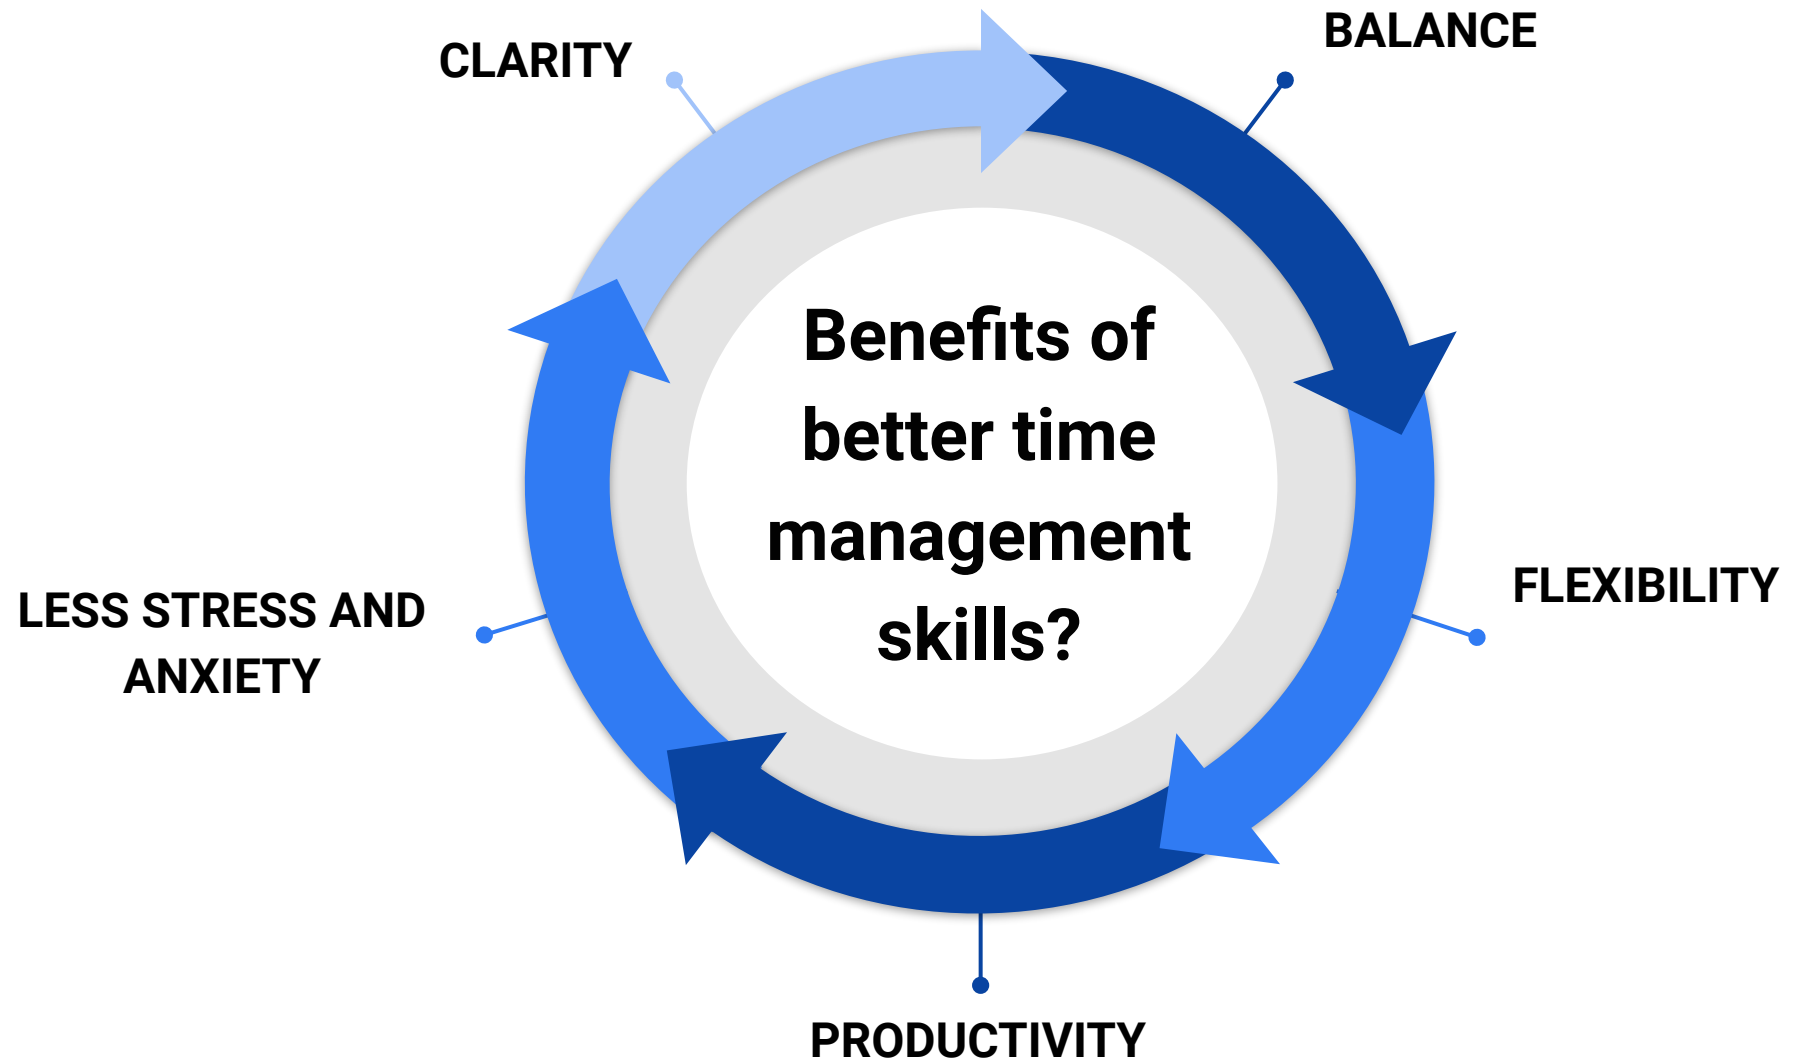 CLARITY
BALANCE
Benefits of
better time
management
skills?
FLEXIBILITY
LESS STRESS AND
ANXIETY
PRODUCTIVITY